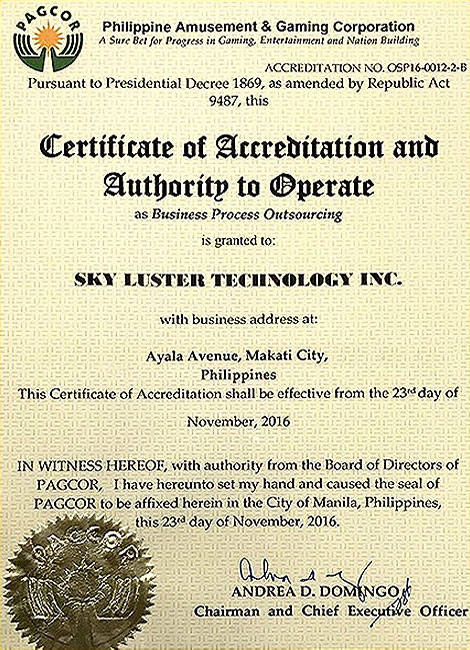 PAGCOR
Philippine Amusement & Gaming Corporation
A Sure Bet for Progress in Gaming, Entertainment and Nation Building
ACCREDITATION NO. OSP16-0012-2-B
Pursuant to Presidential Decree 1869, as amended by Republic Act
9487, this
Certificate of Accreditation and
Authority to Operate
as Business Process Outsourcing
is granted to:
SKY LUSTER TECHNOLOGY INC.
with business address at:
Ayala Avenue, Makati City,
Philippines
This Certificate of Accreditation shall be effective from the 23rd day of
November, 2016
IN WITNESS HEREOF, with authority from the Board of Directors of
PAGCOR, I have hereunto set my hand and caused the seal of
PAGCOR to be affixed herein in the City of Manila, Philippines,
this 23rd day of November, 2016.
PAGCOR
ANDREA D. DOMINGO
Chairman and Chief Executive Officer